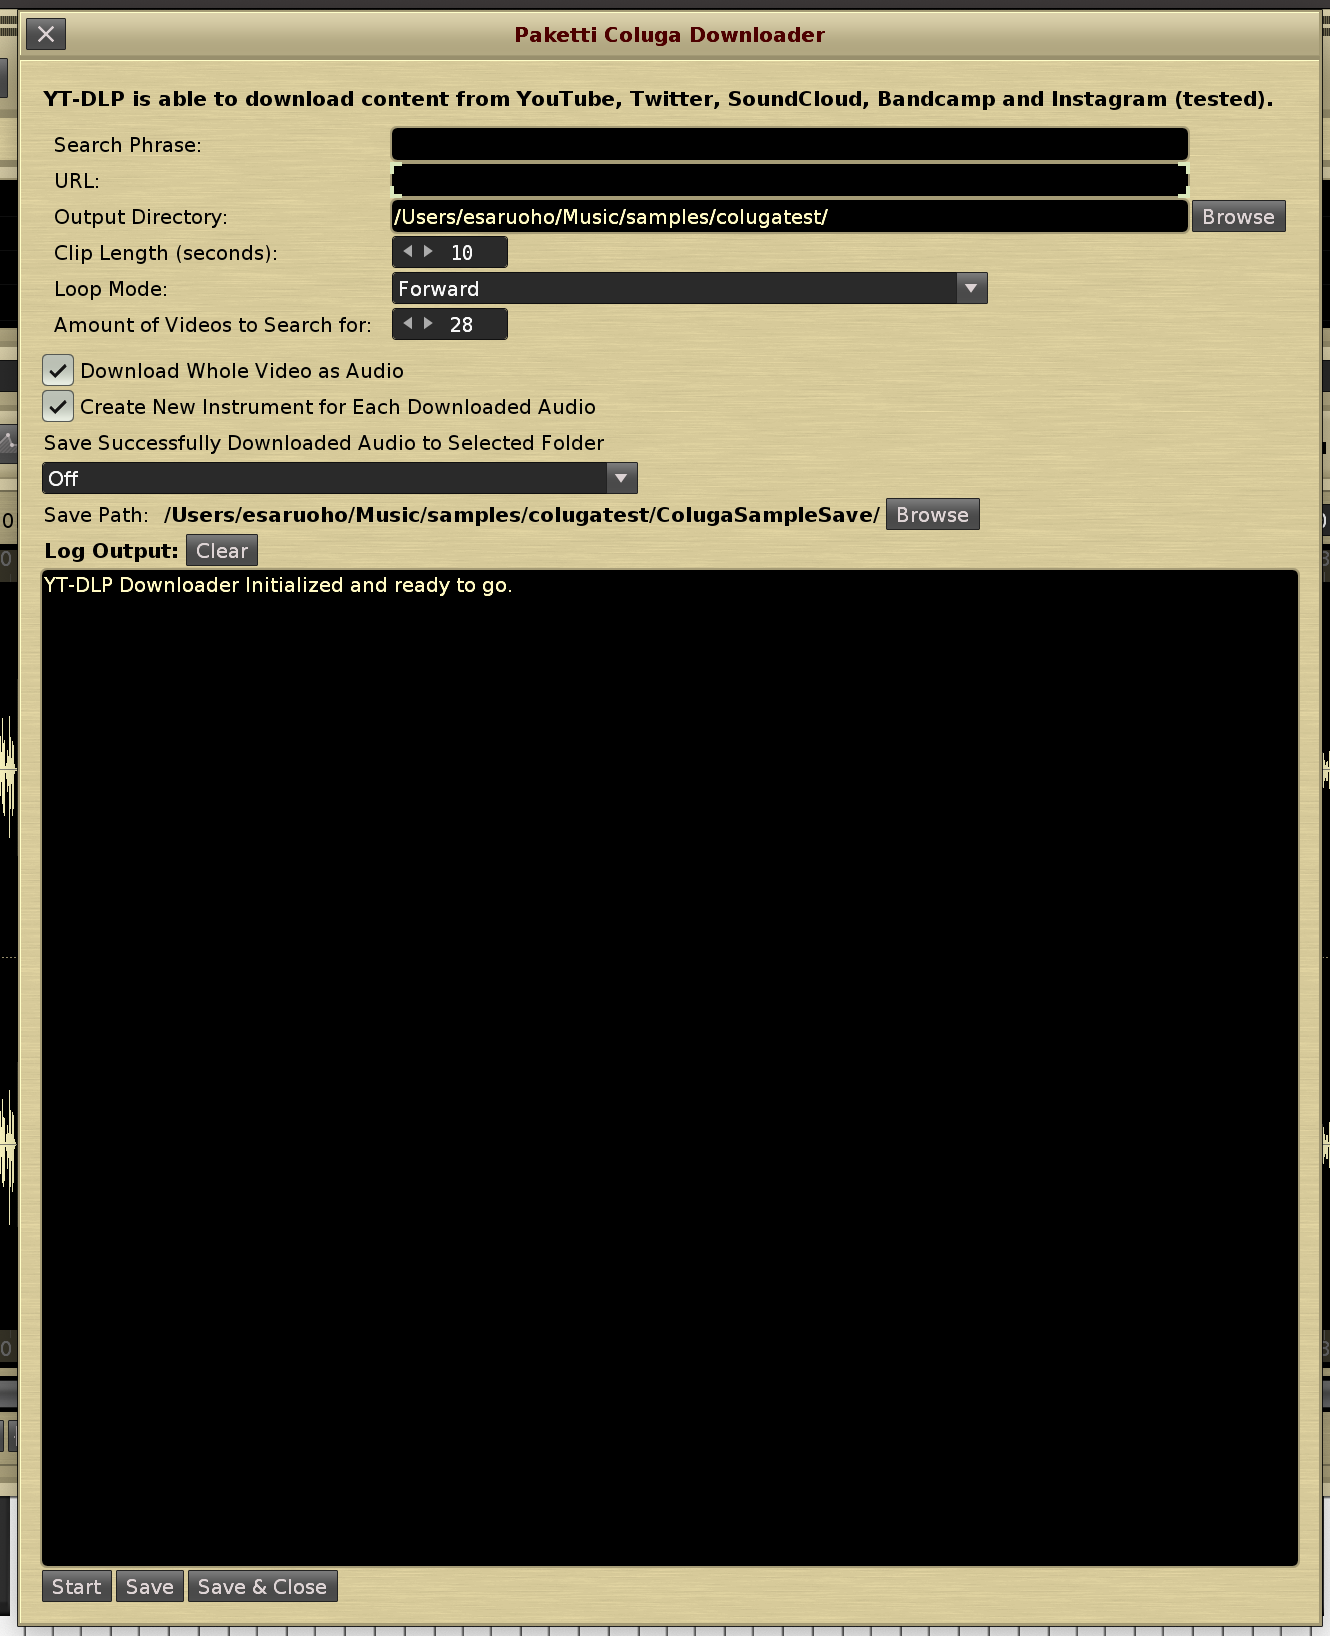 Paketti Coluga Downloader
YT-DLP is able to download content from YouTube, Twitter, SoundCloud, Bandcamp and Instagram (tested).
Search Phrase:
URL:
Output Directory: /Users/esaruoho/Music/samples/colugatest/ Browse
Clip Length (seconds): 10
Loop Mode: Forward
Amount of Videos to Search for: 28
Download Whole Video as Audio
Create New Instrument for Each Downloaded Audio
Save Successfully Downloaded Audio to Selected Folder
Off
Save Path: /Users/esaruoho/Music/samples/colugatest/ColugaSampleSave/ Browse
Log Output: Clear
YT-DLP Downloader Initialized and ready to go.
Start Save Save & Close